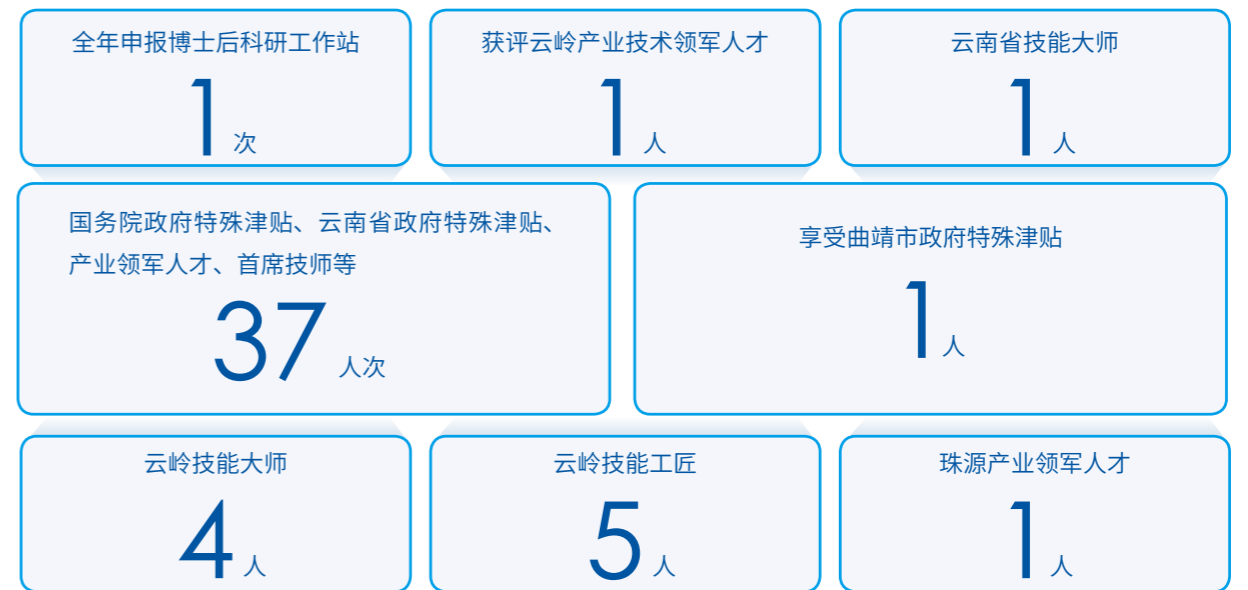 全年申报博士后科研工作站
1 次
获评云岭产业技术领军人才
1 人
云南省技能大师
1 人
国务院政府特殊津贴、云南省政府特殊津贴、
产业领军人才、首席技师等
37 人次
享受曲靖市政府特殊津贴
1 人
云岭技能大师
4 人
云岭技能工匠
5 人
珠源产业领军人才
1 人